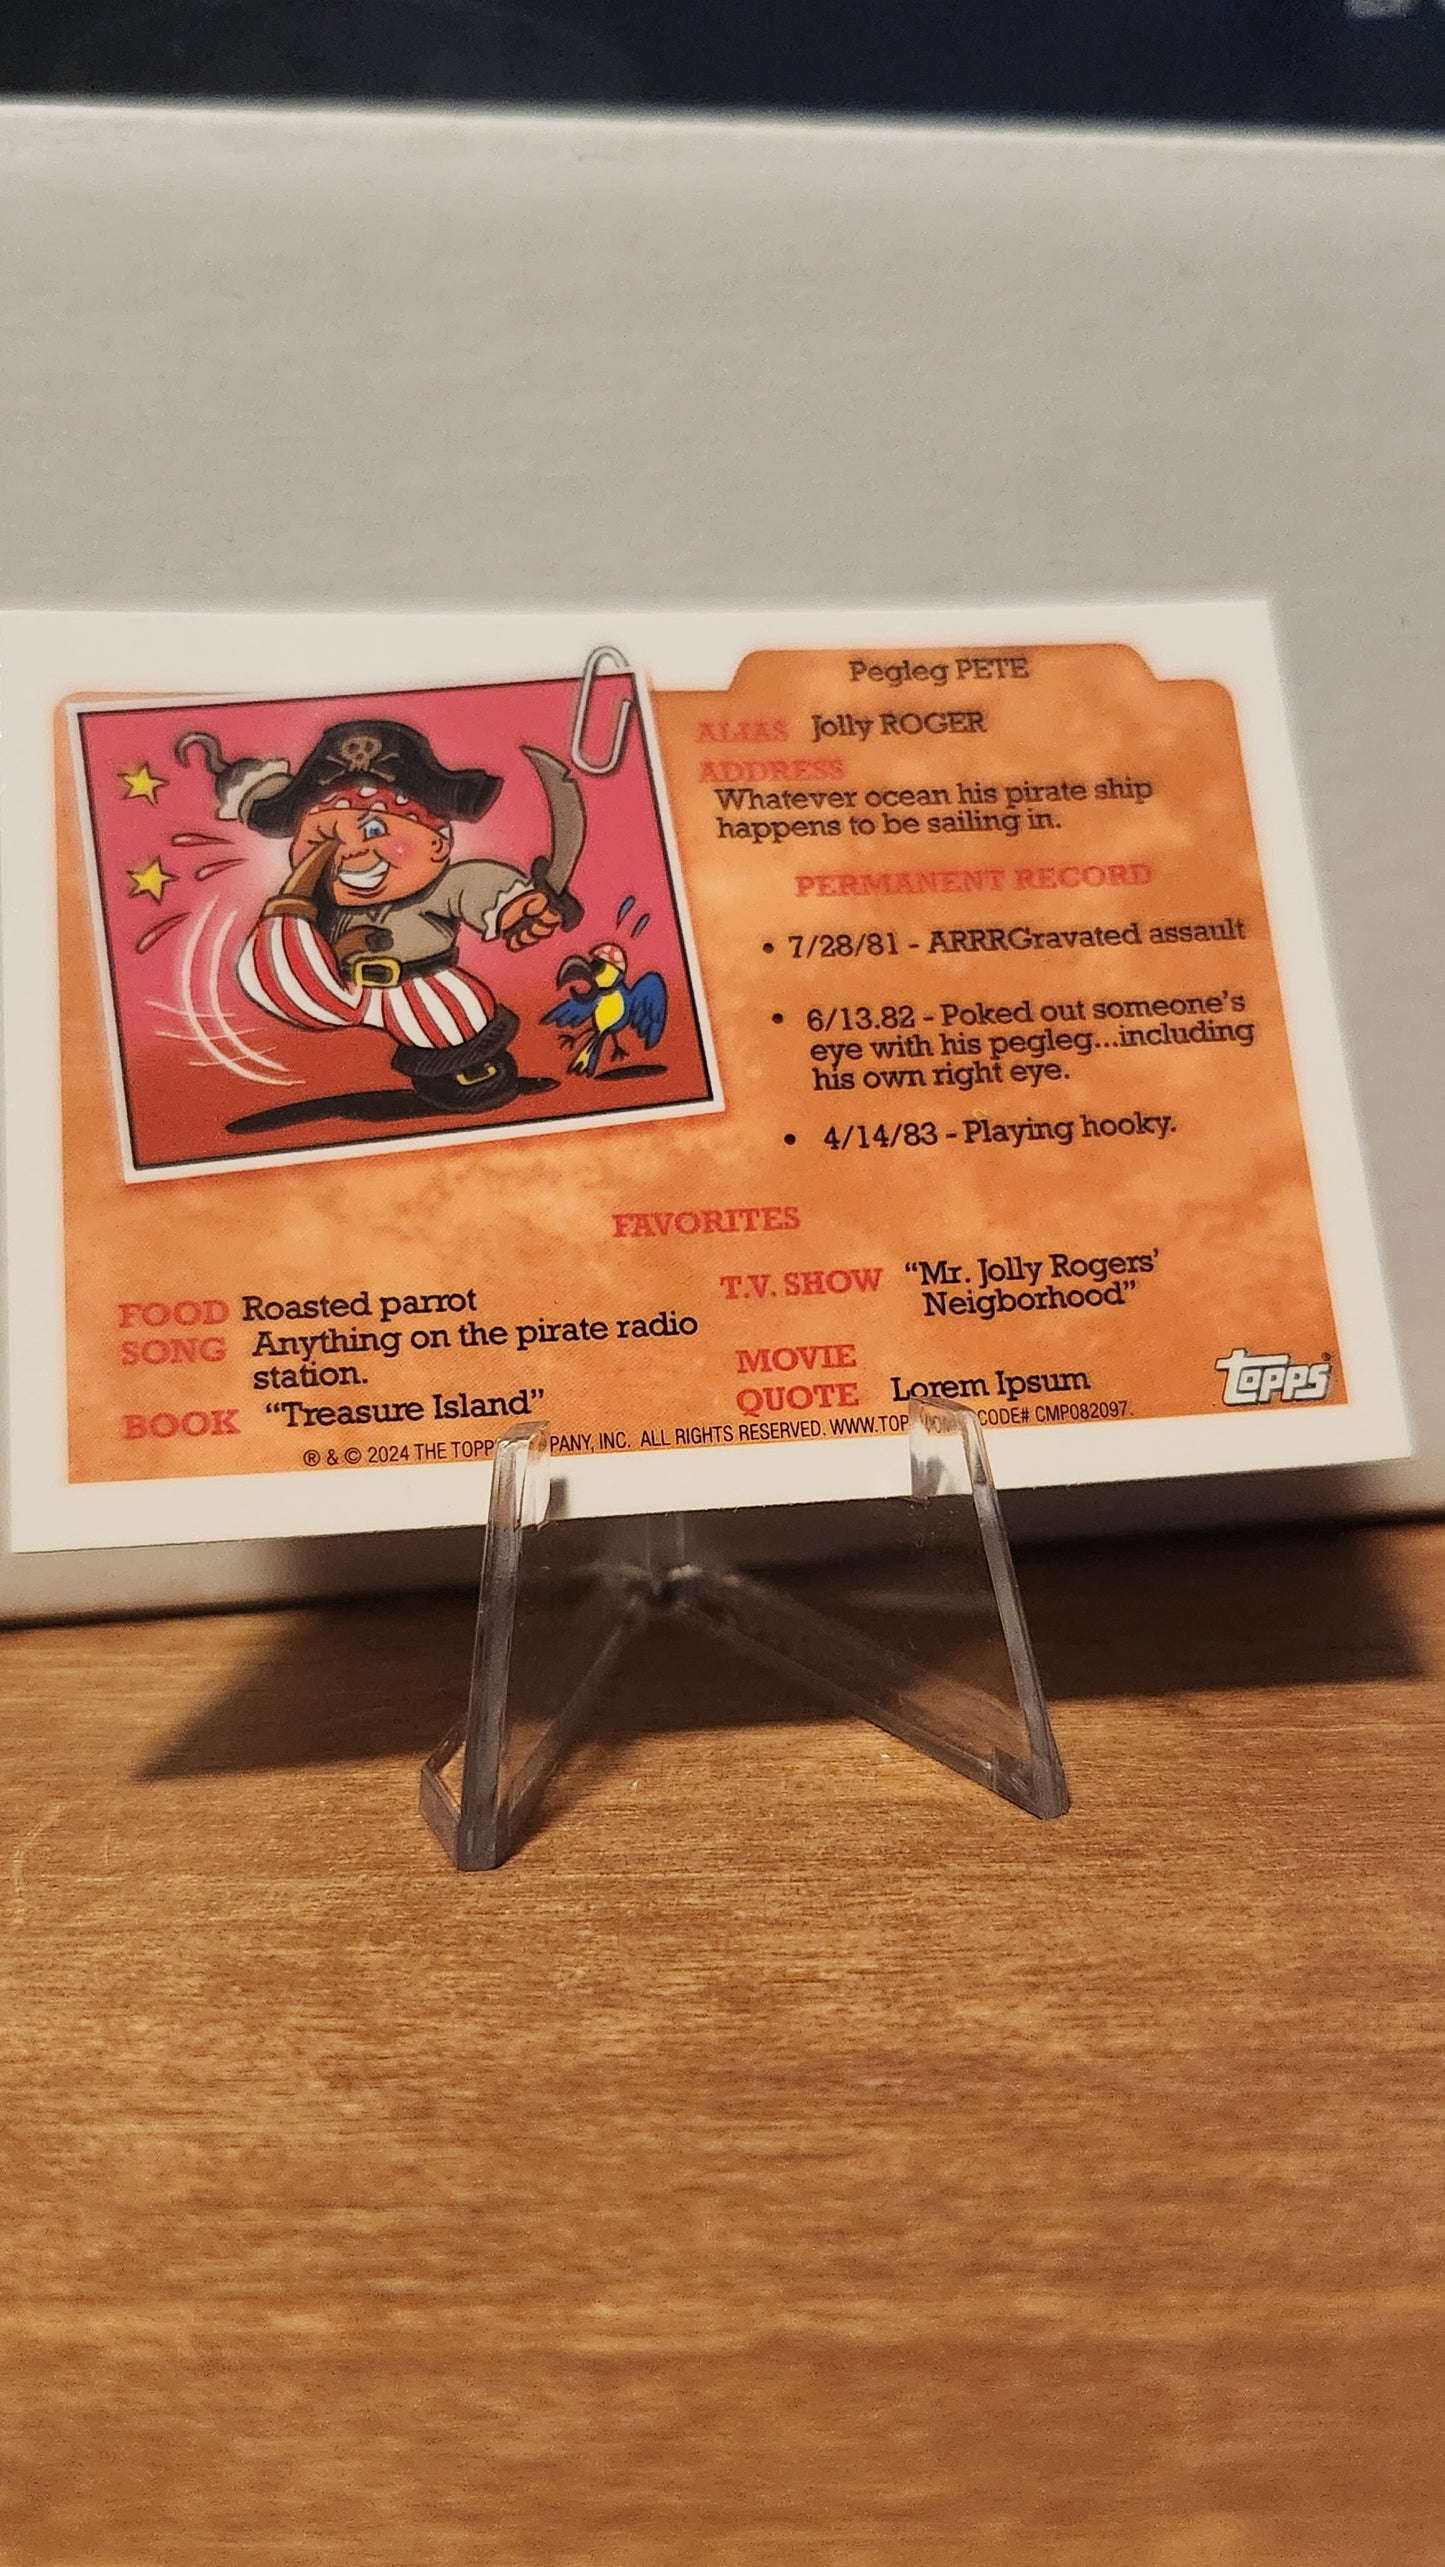 Pegleg PETE
ALIAS Jolly ROGER
ADDRESS
Whatever ocean his pirate ship
happens to be sailing in.
PERMANENT RECORD
• 7/28/81 - ARRRGravated assault
• 6/13.82 - Poked out someone's
eye with his pegleg...including
his own right eye.
• 4/14/83 - Playing hooky.
FAVORITES
FOOD Roasted parrot
SONG Anything on the pirate radio
station.
BOOK "Treasure Island"
T.V. SHOW "Mr. Jolly Rogers'
Neigborhood"
MOVIE
QUOTE Lorem Ipsum
topps
® & © 2024 THE TOPP PANY, INC. ALL RIGHTS RESERVED. WWW.TOP CODE# CMP082097.